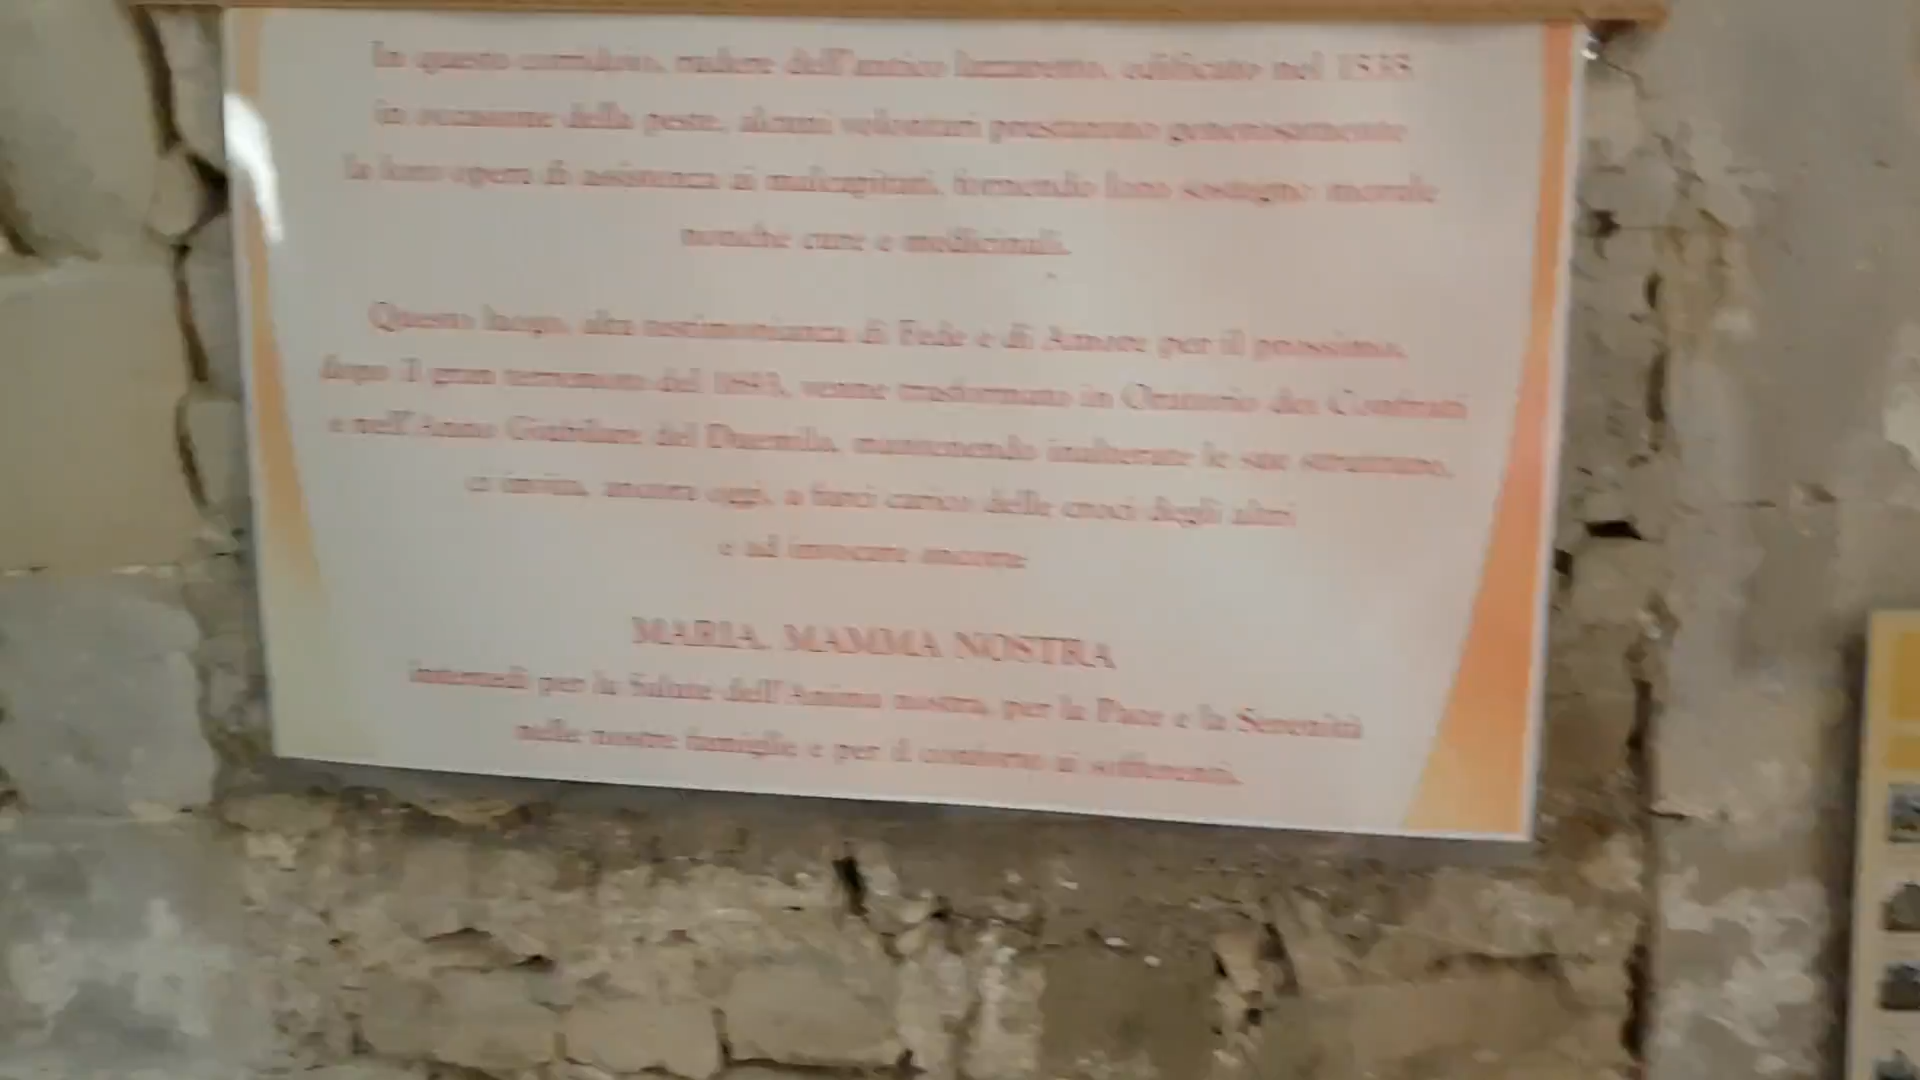 In questo corridoio, rudere dell'antico lazzaretto, edificato nel 1535
in occasione della peste, alcuni volontari prestarono generosamente
la loro opera di assistenza ai malcapitati, fornendo loro sostegno morale
nonché cure e medicinali.
Questo luogo, alta testimonianza di Fede e di Amore per il prossimo,
dopo il gran terremoto del 1693, venne trasformato in Oratorio dei Confrati
e nell'Anno Giubilare del Duemila, mantenendo inalterate le sue strutture,
ci invita, ancora oggi, a farci carico delle croci degli altri
e ad invocare ancora:
MARIA, MAMMA NOSTRA
intercedi per la Salute dell'Anima nostra, per la Pace e la Serenità
nelle nostre famiglie e per il conforto ai sofferenti.